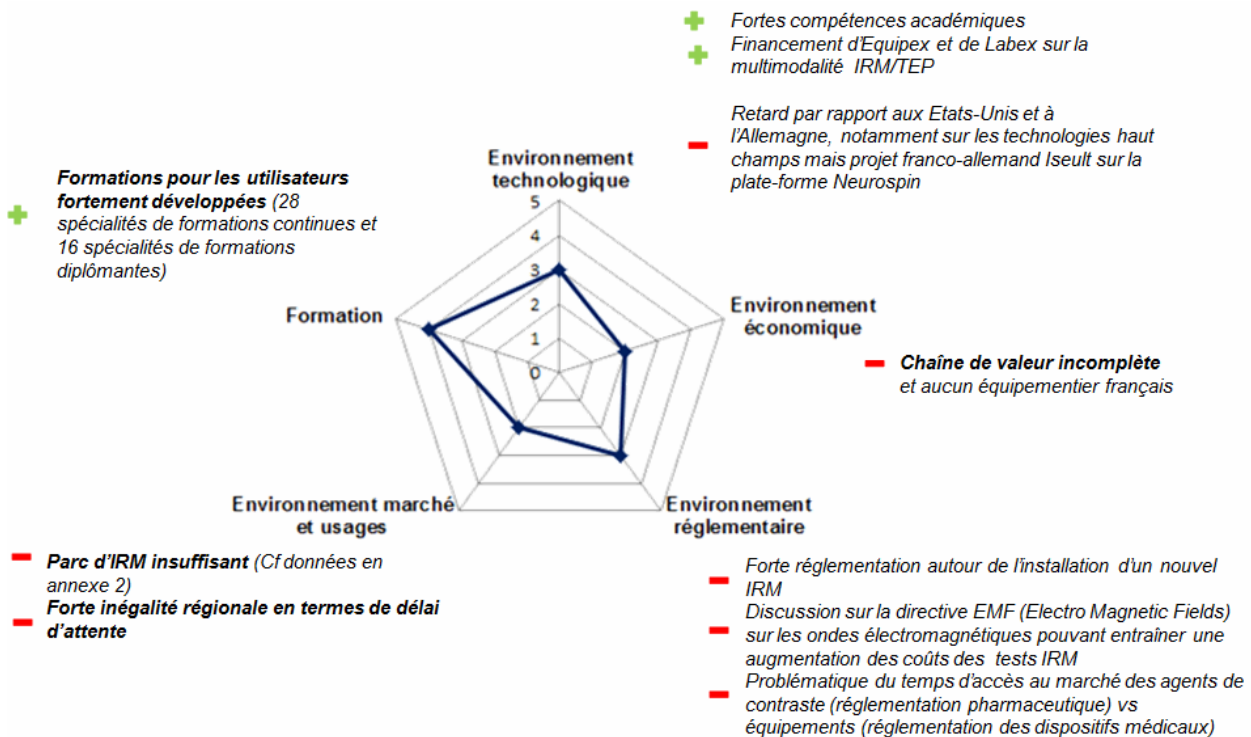 Fortes compétences académiques
Financement d'Equipex et de Labex sur la
multimodalité IRM/TEP
Retard par rapport aux Etats-Unis et à
l'Allemagne, notamment sur les technologies haut
champs mais projet franco-allemand Iseult sur la
plate-forme Neurospin
Environnement
technologique
Formations pour les utilisateurs
fortement développées (28
spécialités de formations continues et
16 spécialités de formations
diplômantes)
5
4
3
2
1
0
Formation
Environnement
économique
Chaîne de valeur incomplète
et aucun équipementier français
Environnement marché
et usages
Environnement
réglementaire
Parc d'IRM insuffisant (Cf données en
annexe 2)
Forte inégalité régionale en termes de délai
d'attente
Forte réglementation autour de l'installation d'un nouvel
IRM
Discussion sur la directive EMF (Electro Magnetic Fields)
sur les ondes électromagnétiques pouvant entraîner une
augmentation des coûts des tests IRM
Problématique du temps d'accès au marché des agents de
contraste (réglementation pharmaceutique) vs
équipements (réglementation des dispositifs médicaux)